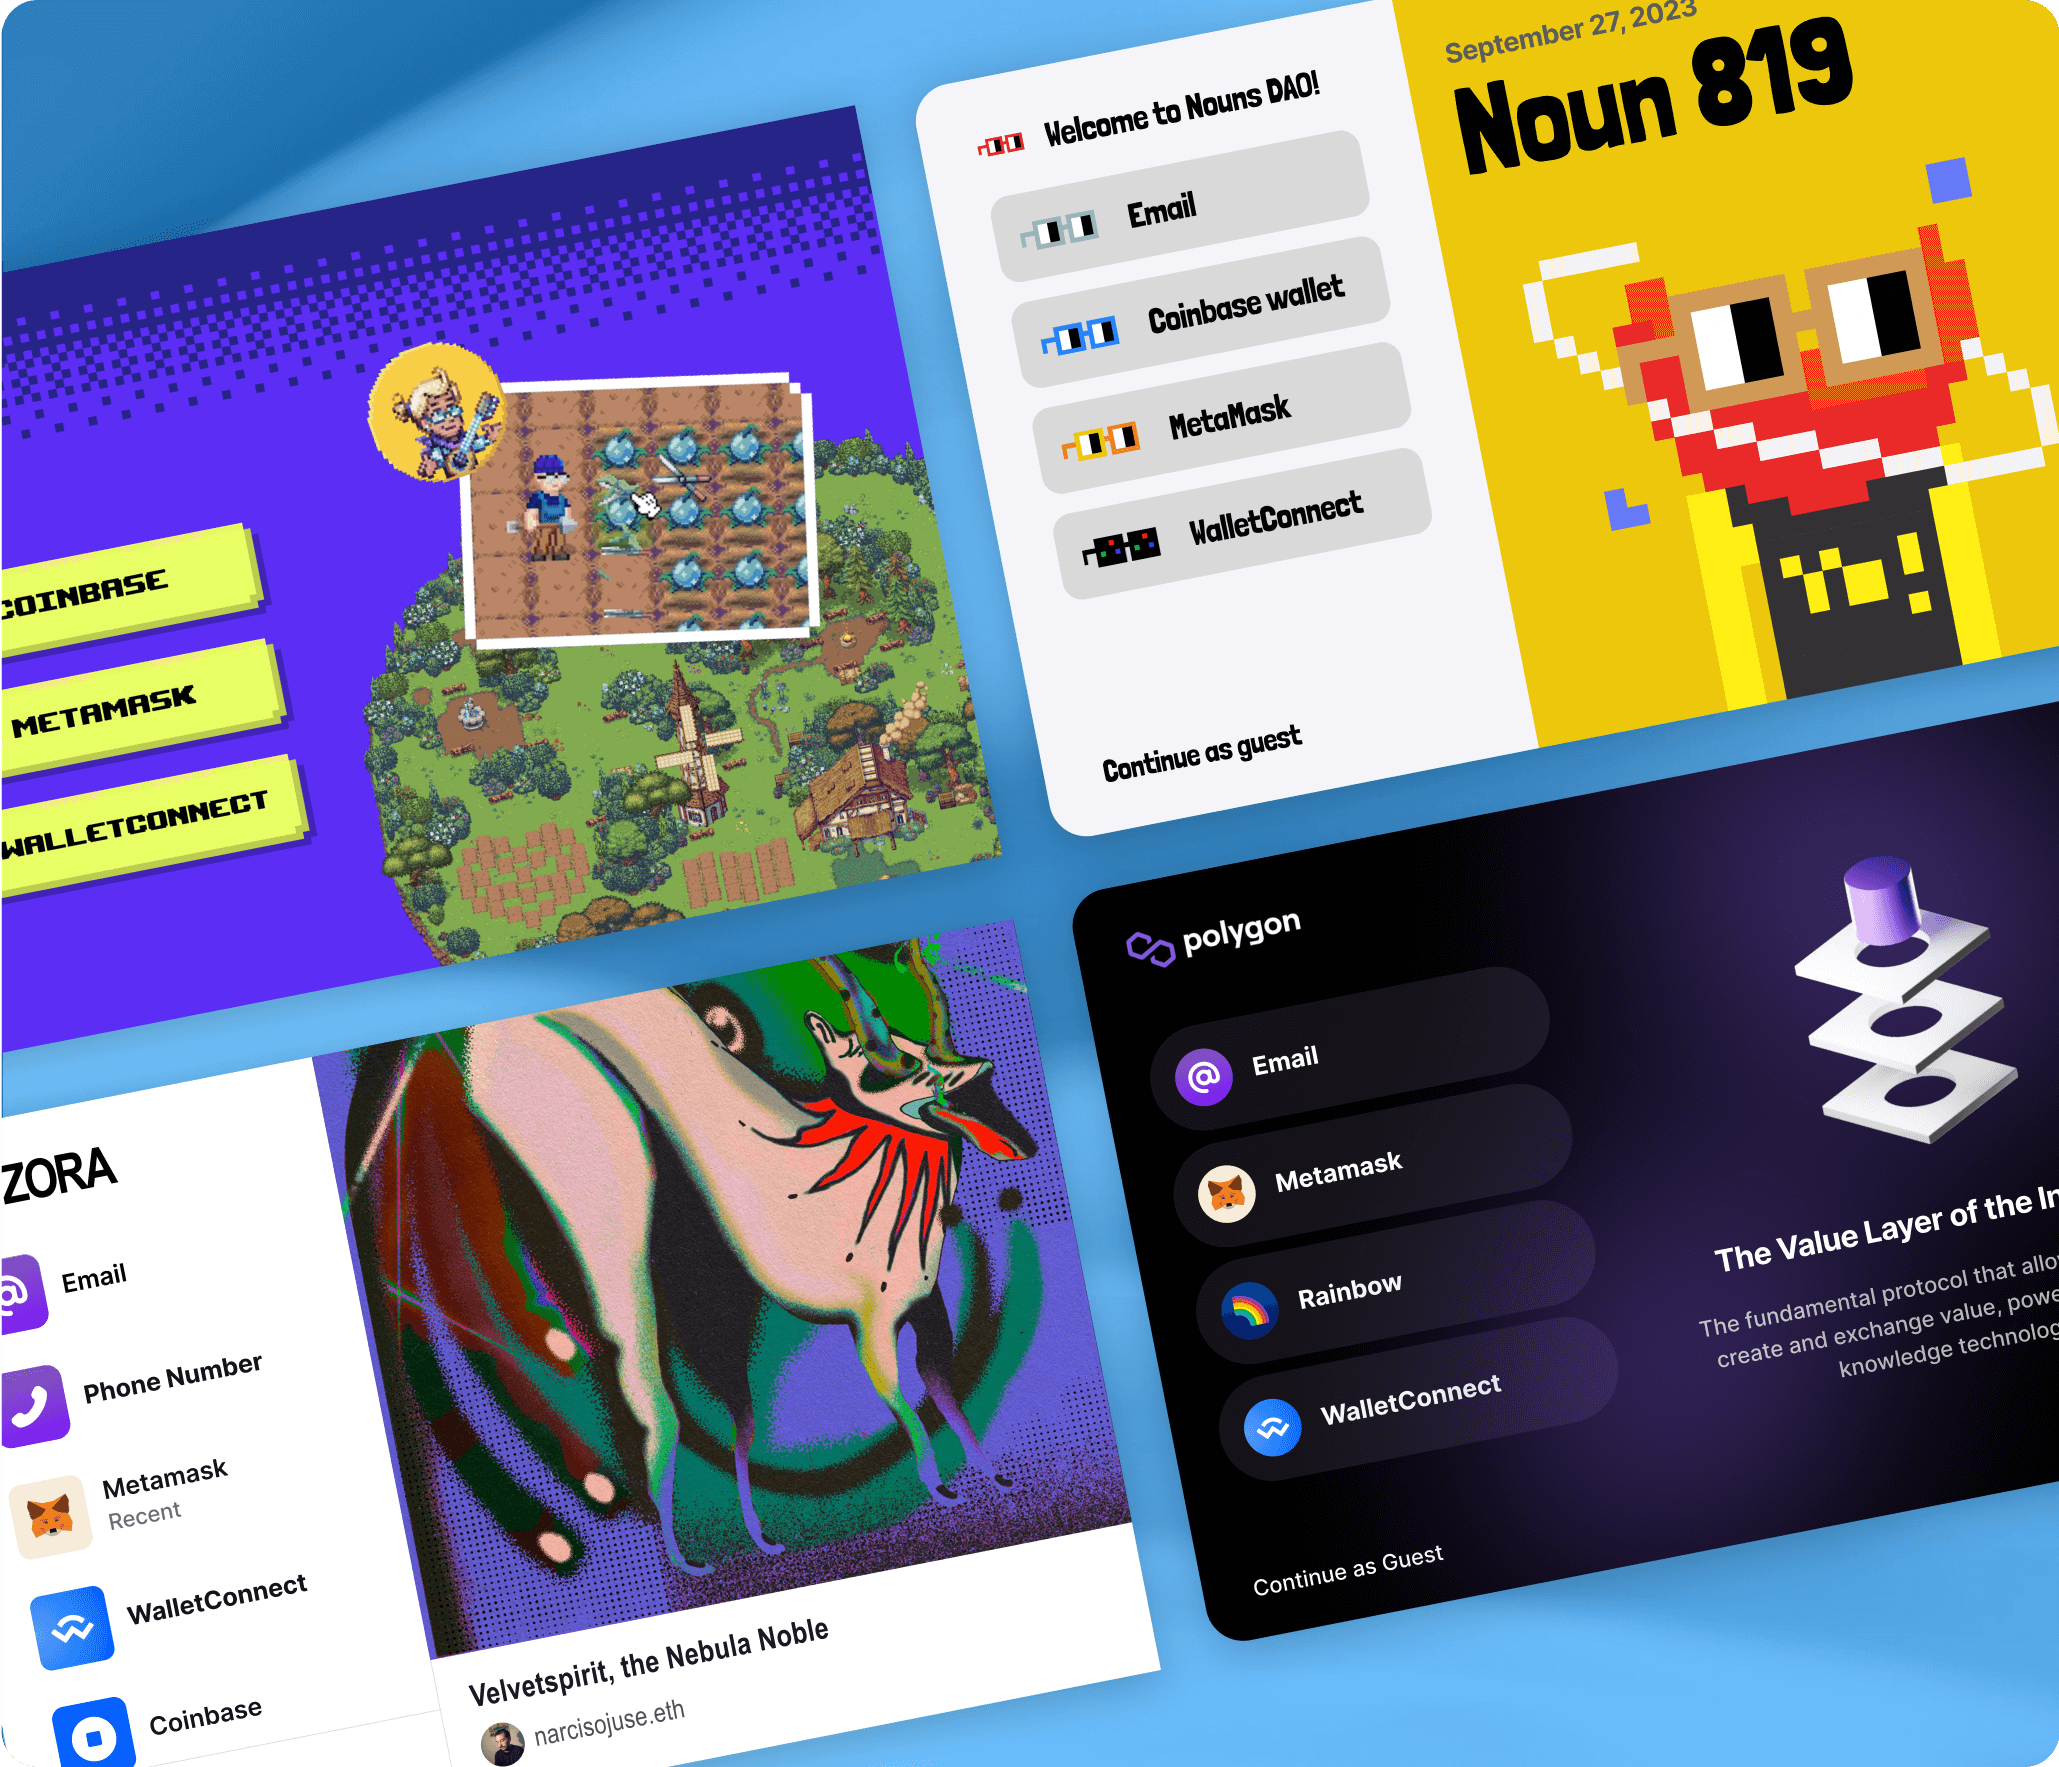 COINBASE
METAMASK
WALLETCONNECT
Welcome to Nouns DAO!
Email
Coinbase wallet
MetaMask
WalletConnect
Continue as guest
September 27, 2023
Noun 819
ZORA
Email
Phone Number
Metamask
Recent
WalletConnect
Coinbase
Velvetspirit, the Nebula Noble
narcisojuse.eth
polygon
Email
Metamask
Rainbow
WalletConnect
Continue as Guest
The Value Layer of the In
The fundamental protocol that allow
create and exchange value, powe
knowledge technolog